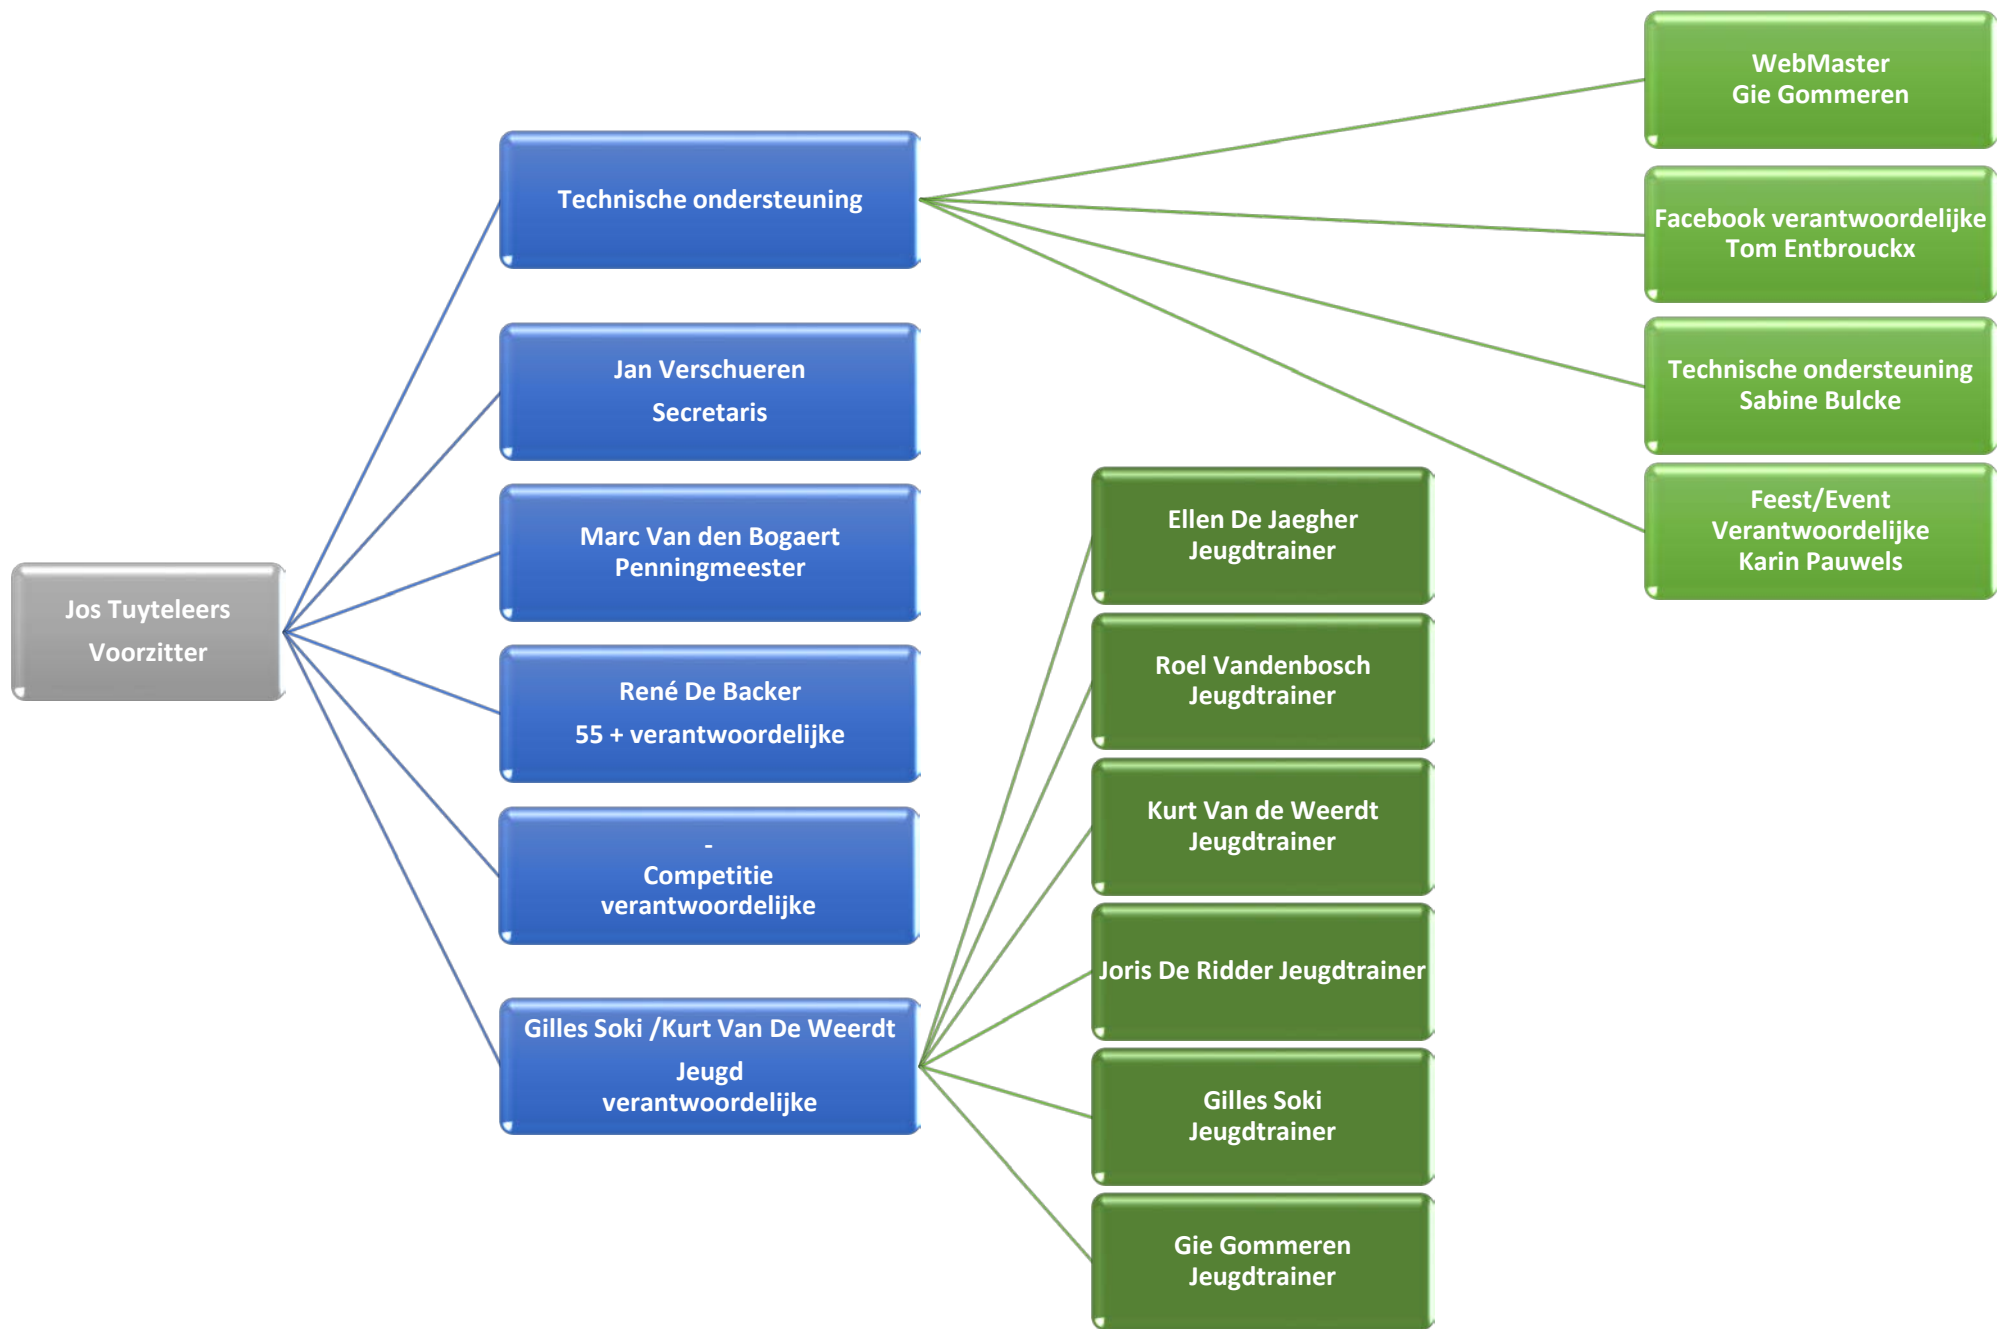 Jos Tuyteleers
Voorzitter
Technische ondersteuning
Jan Verschueren
Secretaris
Marc Van den Bogaert
Penningmeester
René De Backer
55 + verantwoordelijke
-
Competitie
verantwoordelijke
Gilles Soki /Kurt Van De Weerdt
Jeugd
verantwoordelijke
Ellen De Jaegher
Jeugdtrainer
Roel Vandenbosch
Jeugdtrainer
Kurt Van de Weerdt
Jeugdtrainer
Joris De Ridder Jeugdtrainer
Gilles Soki
Jeugdtrainer
Gie Gommeren
Jeugdtrainer
WebMaster
Gie Gommeren
Facebook verantwoordelijke
Tom Entbrouckx
Technische ondersteuning
Sabine Bulcke
Feest/Event
Verantwoordelijke
Karin Pauwels